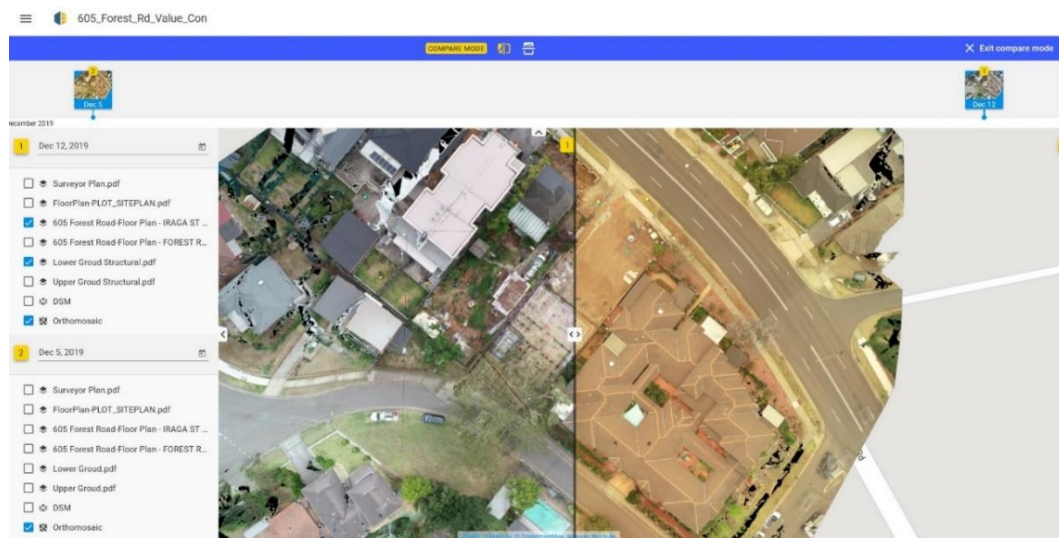 605_Forest_Rd_Value_Con
COMPARE MODE
Exit compare mode
2
Dec 5
1
Dec 12
December 2019
1 Dec 12, 2019
Surveyor Plan.pdf
FloorPlan-PLOT_SITEPLAN.pdf
605 Forest Road-Floor Plan - IRAGA ST ...
605 Forest Road-Floor Plan - FOREST R...
Lower Groud Structural.pdf
Upper Groud Structural.pdf
DSM
Orthomosaic
2 Dec 5, 2019
Surveyor Plan.pdf
FloorPlan-PLOT_SITEPLAN.pdf
605 Forest Road-Floor Plan - IRAGA ST ...
605 Forest Road-Floor Plan - FOREST R...
Lower Groud.pdf
Upper Groud.pdf
DSM
Orthomosaic
1